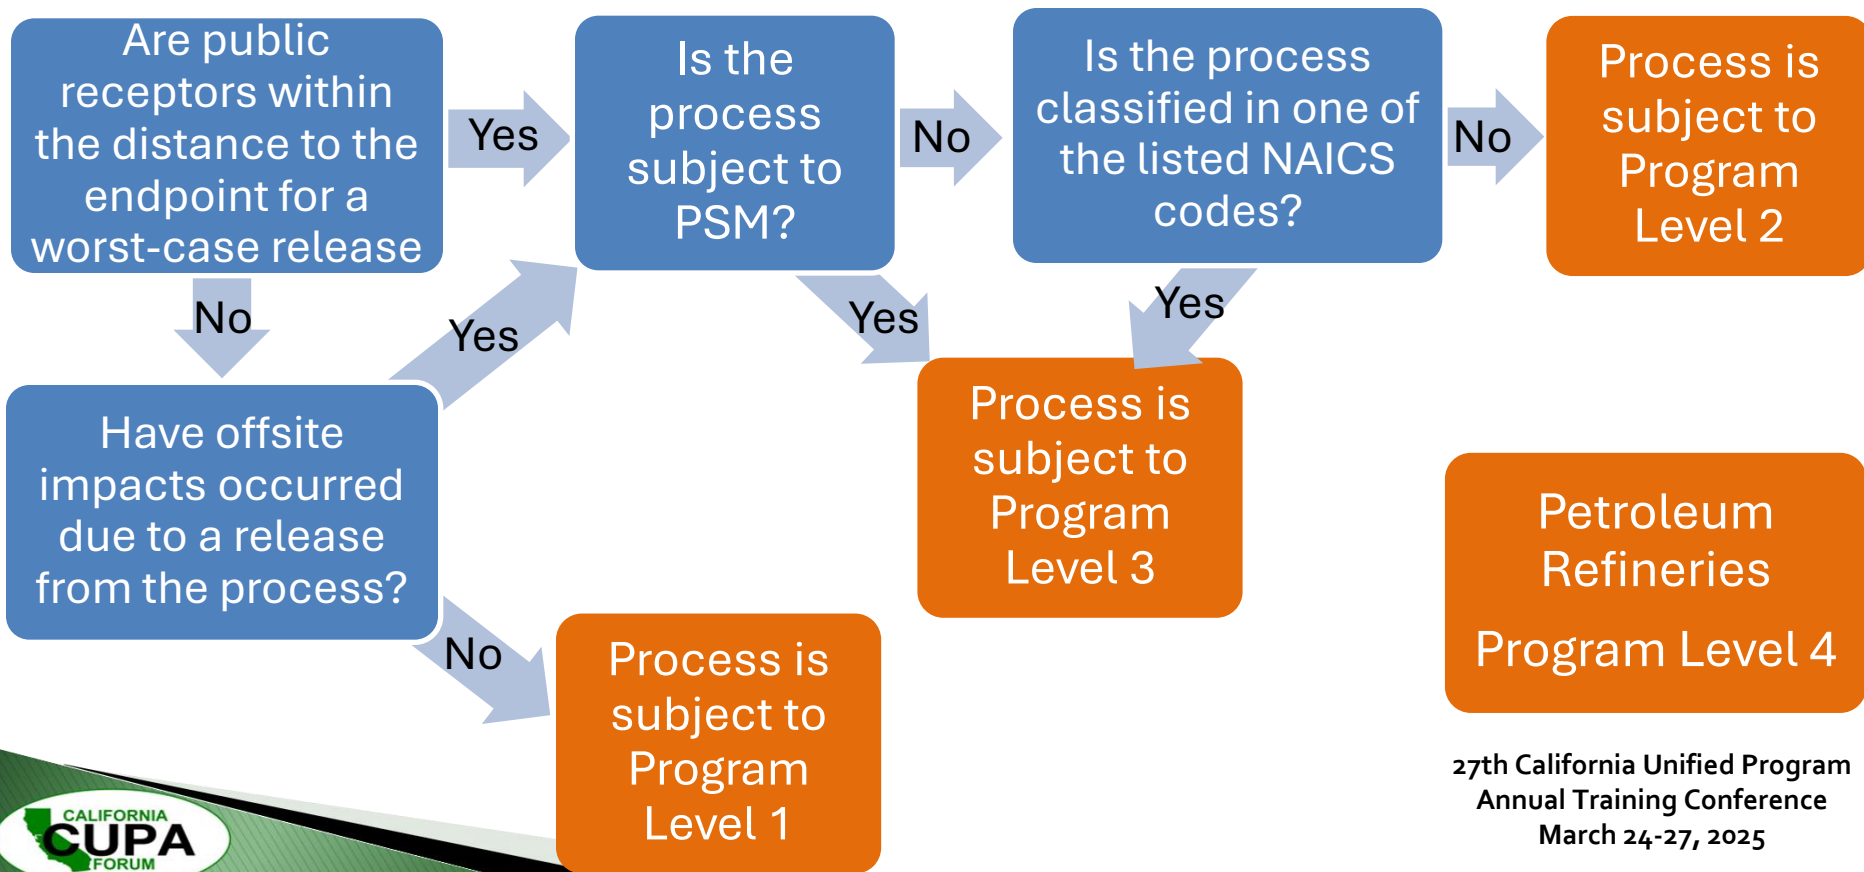 Are public
receptors within
the distance to the
endpoint for a
worst-case release
Yes
Is the
process
subject to
PSM?
No
Is the process
classified in one of
the listed NAICS
codes?
No
Process is
subject to
Program
Level 2
No
Yes
Yes
Yes
Have offsite
impacts occurred
due to a release
from the process?
No
Process is
subject to
Program
Level 3
Process is
subject to
Program
Level 1
Petroleum
Refineries
Program Level 4
27th California Unified Program
Annual Training Conference
March 24-27, 2025
CALIFORNIA
CUPA
FORUM